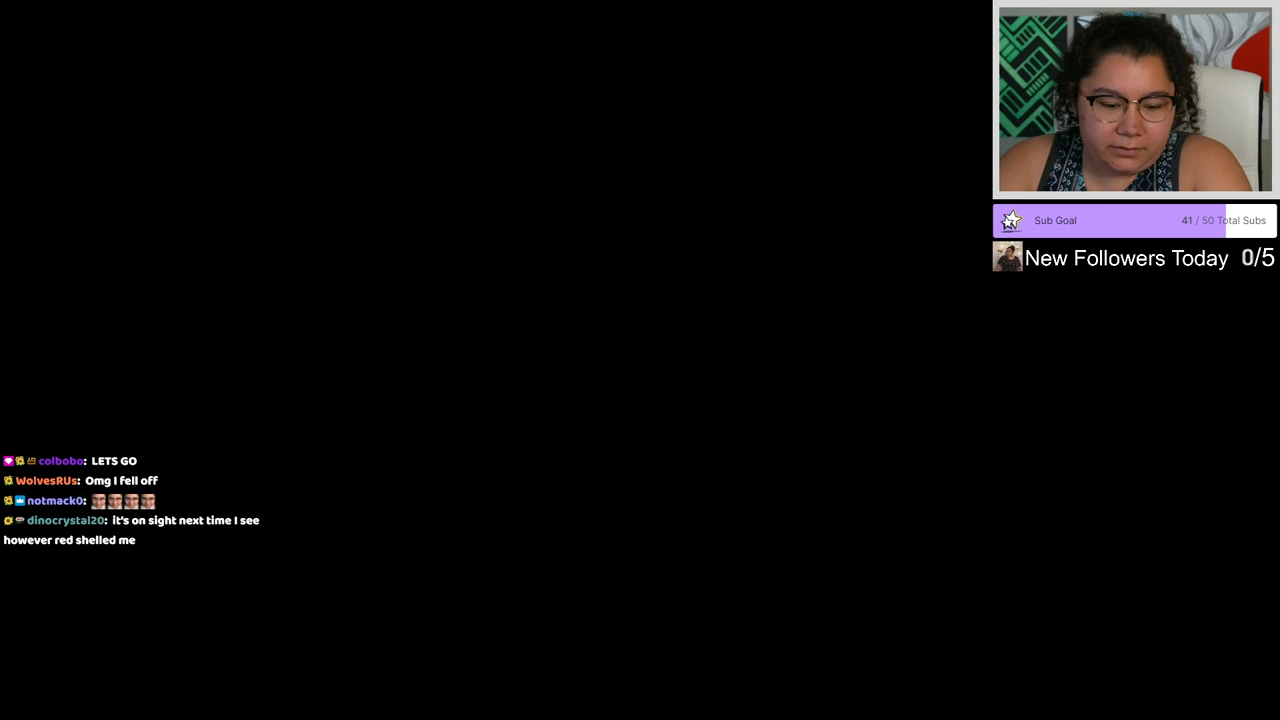 Sub Goal 41 / 50 Total Subs
New Followers Today 0/5
colbobo: LETS GO
WolvesRUs: Omg I fell off
notmack0:
dinocrystal20: it's on sight next time I see
however red shelled me